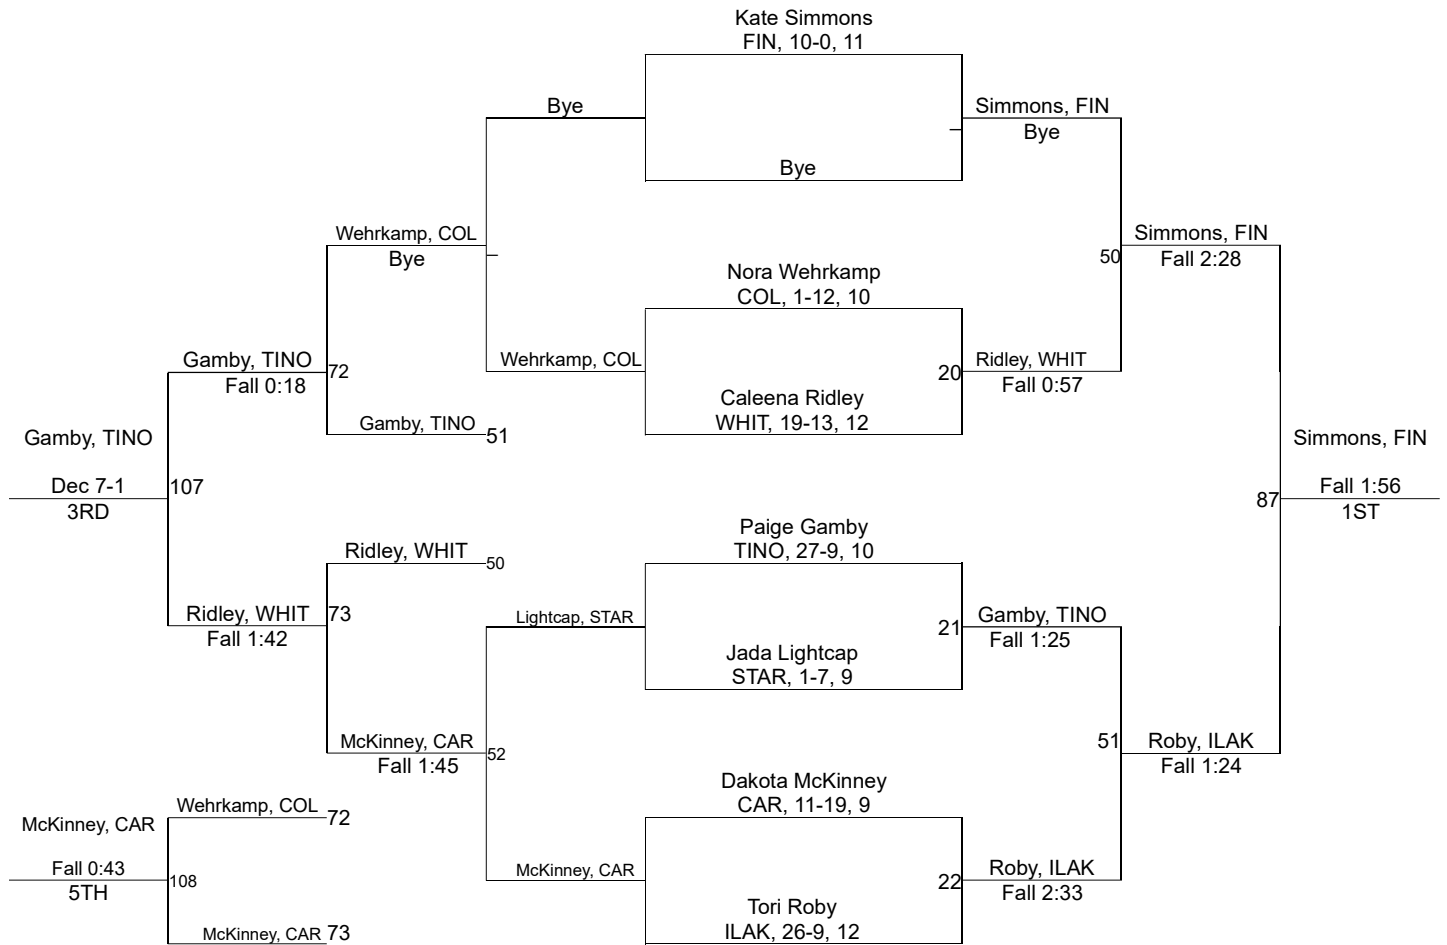 Kate Simmons
FIN, 10-0, 11
Bye
Simmons, FIN
Bye
Bye
Wehrkamp, COL
Bye
Simmons, FIN
Fall 2:28
50
Nora Wehrkamp
COL, 1-12, 10
Gamby, TINO
Fall 0:18
72
Wehrkamp, COL
20
Ridley, WHIT
Fall 0:57
Caleena Ridley
WHIT, 19-13, 12
Gamby, TINO
51
Gamby, TINO
Dec 7-1
3RD
107
Simmons, FIN
87
Fall 1:56
1ST
Paige Gamby
TINO, 27-9, 10
Ridley, WHIT
50
Ridley, WHIT
Fall 1:42
73
Lightcap, STAR
21
Gamby, TINO
Fall 1:25
Jada Lightcap
STAR, 1-7, 9
McKinney, CAR
Fall 1:45
52
51
Roby, ILAK
Fall 1:24
Dakota McKinney
CAR, 11-19, 9
Wehrkamp, COL
72
McKinney, CAR
Fall 0:43
5TH
108
McKinney, CAR
22
Roby, ILAK
Fall 2:33
Tori Roby
ILAK, 26-9, 12
McKinney, CAR
73